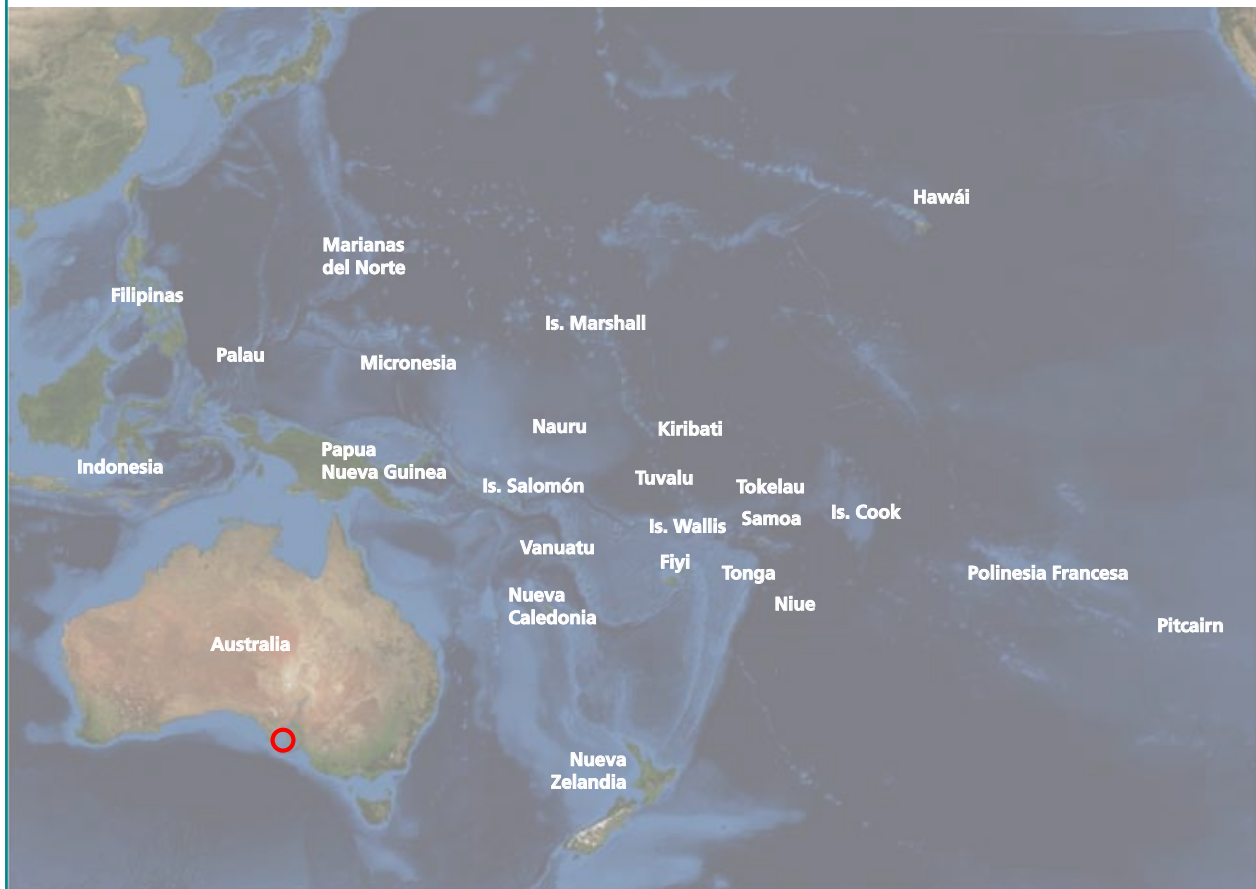 Hawái
Marianas
del Norte
Filipinas
Is. Marshall
Palau
Micronesia
Nauru
Kiribati
Papua
Nueva Guinea
Indonesia
Is. Salomón
Tuvalu
Tokelau
Is. Wallis
Samoa
Is. Cook
Vanuatu
Fiyi
Tonga
Polinesia Francesa
Nueva
Caledonia
Niue
Pitcairn
Australia
Nueva
Zelandia